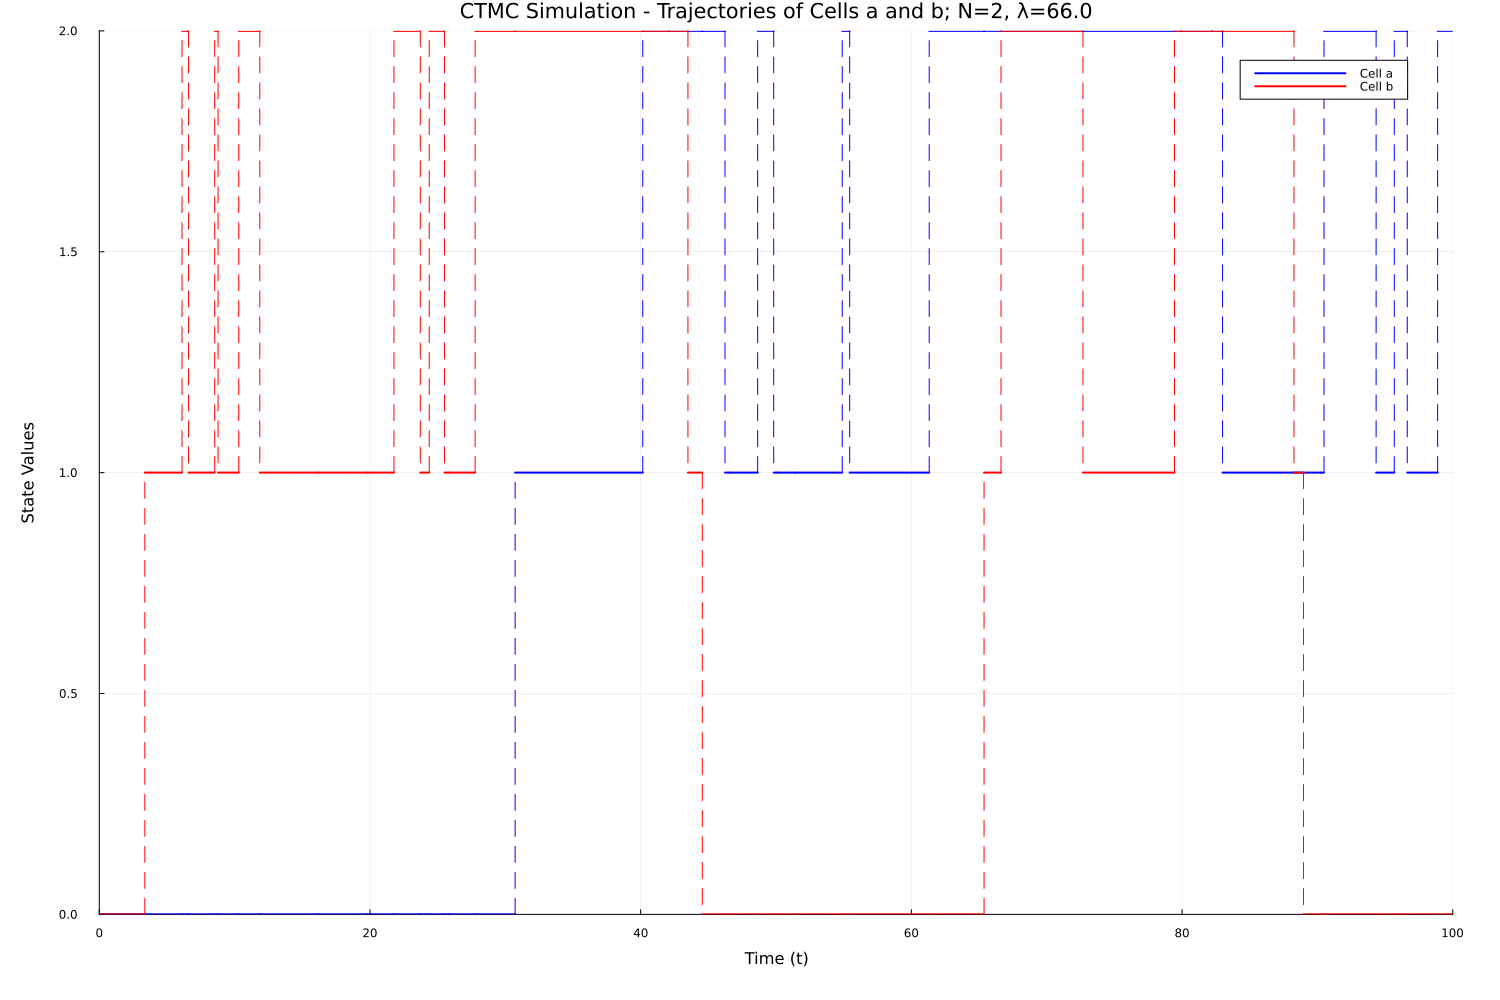 CTMC Simulation - Trajectories of Cells a and b; N=2, λ=66.0
2.0
Cell a
Cell b
1.5
1.0
State Values
0.5
0.0
0 20 40 60 80 100
Time (t)